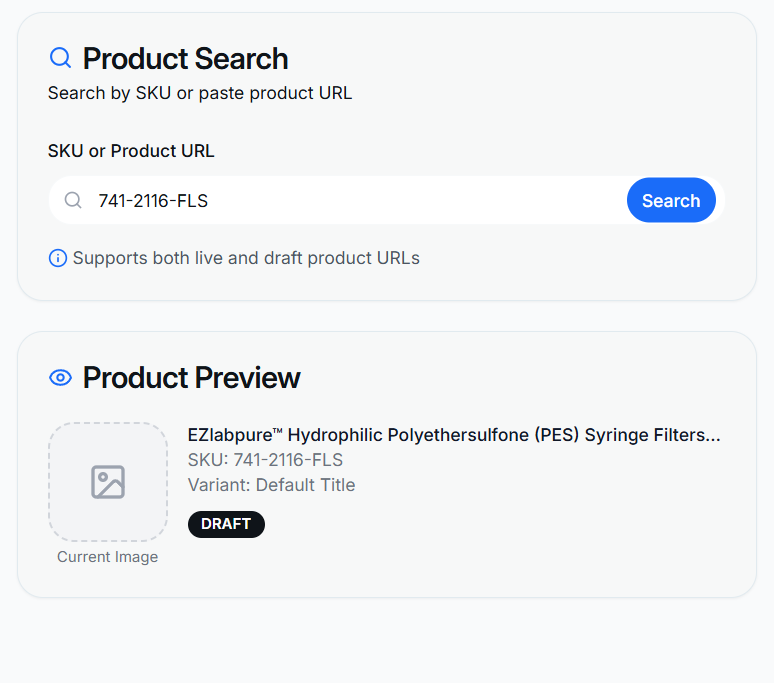 Product Search
Search by SKU or paste product URL
SKU or Product URL
741-2116-FLS
Search
Supports both live and draft product URLs
Product Preview
EZlabpure™ Hydrophilic Polyethersulfone (PES) Syringe Filters...
SKU: 741-2116-FLS
Variant: Default Title
DRAFT
Current Image